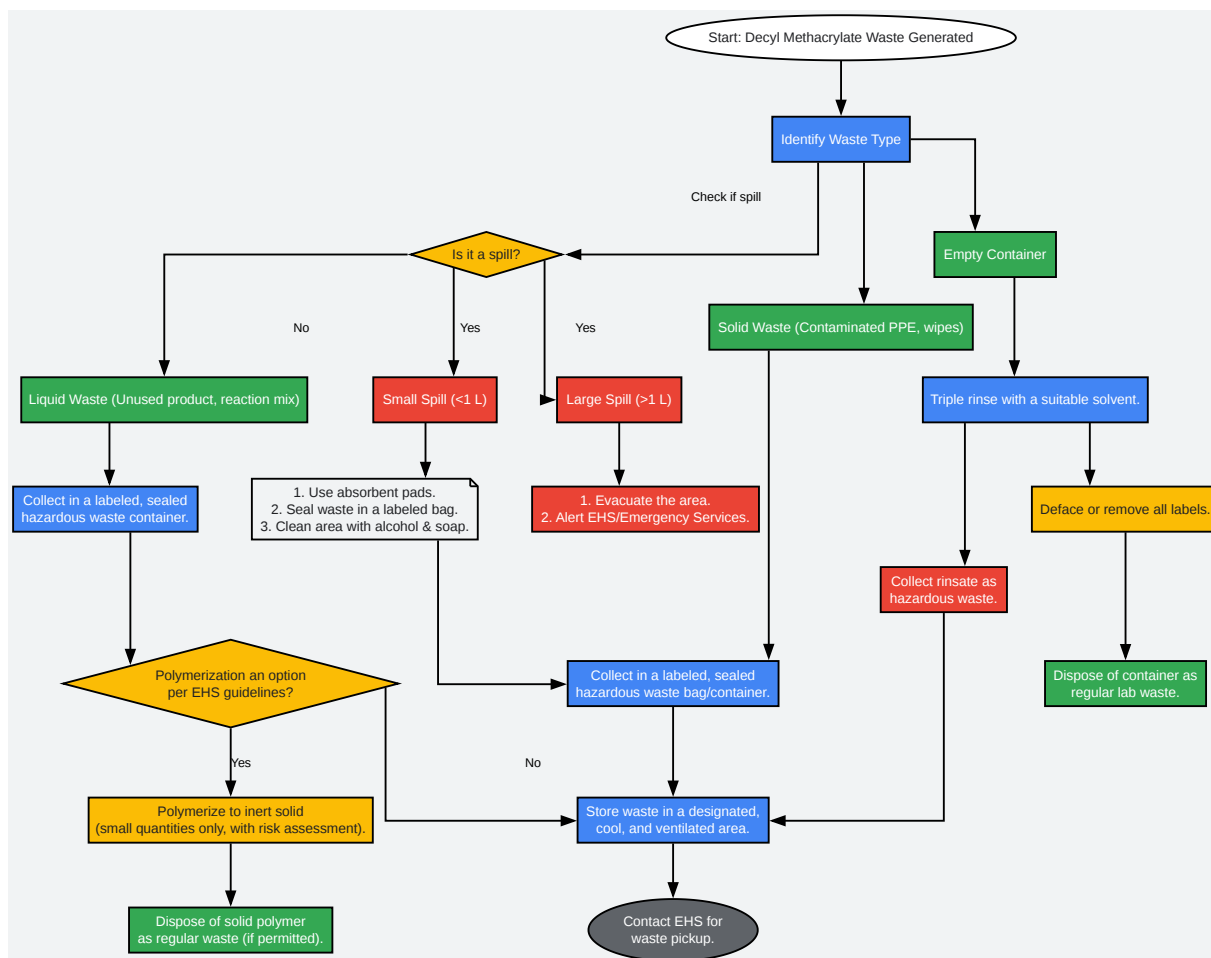 Start: Decyl Methacrylate Waste Generated
Identify Waste Type
Check if spill
Is it a spill?
Empty Container
No
Yes
Yes
Solid Waste (Contaminated PPE, wipes)
Liquid Waste (Unused product, reaction mix)
Small Spill (<1 L)
Large Spill (>1 L)
Triple rinse with a suitable solvent.
Collect in a labeled, sealed
hazardous waste container.
1. Use absorbent pads.
2. Seal waste in a labeled bag.
3. Clean area with alcohol & soap.
1. Evacuate the area.
2. Alert EHS/Emergency Services.
Deface or remove all labels.
Collect rinsate as
hazardous waste.
Polymerization an option
per EHS guidelines?
Collect in a labeled, sealed
hazardous waste bag/container.
Dispose of container as
regular lab waste.
Yes
No
Polymerize to inert solid
(small quantities only, with risk assessment).
Store waste in a designated,
cool, and ventilated area.
Dispose of solid polymer
as regular waste (if permitted).
Contact EHS for
waste pickup.